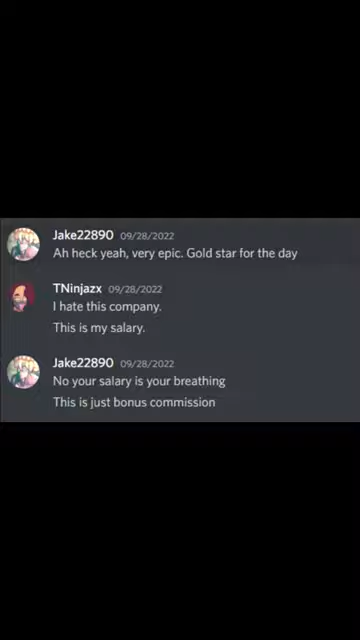 Jake22890 09/28/2022
Ah heck yeah, very epic. Gold star for the day
TNinjazx 09/28/2022
I hate this company.
This is my salary.
Jake22890 09/28/2022
No your salary is your breathing
This is just bonus commission